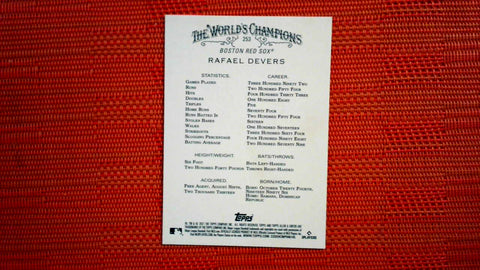 THE WORLD'S CHAMPIONS
253
BOSTON RED SOX®
RAFAEL DEVERS
STATISTICS. CAREER.
GAMES PLAYED THREE HUNDRED NINETY TWO
RUNS TWO HUNDRED FIFTY FOUR
HITS FOUR HUNDRED THIRTY THREE
DOUBLES ONE HUNDRED EIGHT
TRIPLES FIVE
HOME RUNS SEVENTY FOUR
RUNS BATTED IN TWO HUNDRED FIFTY FOUR
STOLEN BASES SIXTEEN
WALKS ONE HUNDRED SEVENTEEN
STRIKEOUTS THREE HUNDRED SIXTY FOUR
SLUGGING PERCENTAGE FOUR HUNDRED NINETY EIGHT
BATTING AVERAGE TWO HUNDRED SEVENTY NINE
HEIGHT/WEIGHT. BATS/THROWS.
SIX FOOT BATS LEFT-HANDED
TWO HUNDRED FORTY POUNDS THROWS RIGHT-HANDED
ACQUIRED. BORN/HOME.
FREE AGENT, AUGUST NINTH, BORN: OCTOBER TWENTY FOURTH,
TWO THOUSAND THIRTEEN NINETEEN NINETY SIX
HOME: SAMANA, DOMINICAN
REPUBLIC
Topps